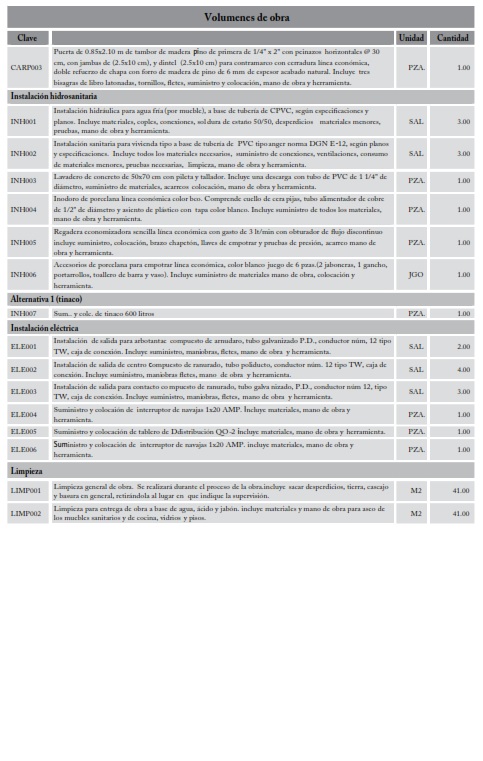 Volumenes de obra
Clave Unidad Cantidad
Puerta de 0.85x2.10 m de tambor de madera pino de primera de 1/4" x 2" con peinazos horizontales @ 30
cm, con jambas de (2.5x10 cm), y dintel (2.5x10 cm) para contramarco con cerradura línea económica,
CARP003 PZA. 1.00
doble refuerzo de chapa con forro de madera de pino de 6 mm de espesor acabado natural. Incluye tres
bisagras de libro latonadas, tornillos, fletes, suministro y colocación, mano de obra y herramienta.
Instalación hidrosanitaria
Instalación hidráulica para agua fria (por mueble), a base de tubería de CPVC, según especificaciones y
INH001 planos. Incluye materiales, coples, conexiones, soldura de estaño 50/50, desperdicios materiales menores, SAL 3.00
pruebas, mano de obra y herramienta.
Instalación sanitaria para vivienda tipo a base de tubería de PVC tipo anger norma DGN E-12, según planos
INH002 y especificaciones. Incluye todos los materiales necesarios, suministro de conexiones, ventilaciones, consumo SAL 3.00
de materiales menores, pruebas necesarias, limpieza, mano de obra y herramienta.
INH003 Lavadero de concreto de 50x70 cm con pileta y tallador. Incluye una descarga con tubo de PVC de 1 1/4" de PZA. 1.00
diámetro, suministro de materiales, acarreos colocación, mano de obra y herramienta.
Inodoro de porcelana línea económica color bco. Comprende cuello de cera pijas, tubo alimentador de cobre
INH004 de 1/2" de diámetro y asiento de plástico con tapa color blanco. Incluye suministro de todos los materiales, PZA. 1.00
mano de obra y herramienta.
Regadera economizadora sencilla línea económica con gasto de 3 lt/min con obturador de flujo discontinuo
INH005 incluye suministro, colocación, brazo chapetón, llaves de empotrar y pruebas de presión, acarreo mano de PZA. 1.00
obra y herramienta.
Accesorios de porcelana para empotrar línea económica, color blanco juego de 6 pzas.(2 jaboneras, 1 gancho,
INH006 portarrollos, toallero de barra y vaso). Incluye suministro de materiales mano de obra, colocación y JGO 1.00
herramienta.
Alternativa 1 (tinaco)
INH007 Sum. y colc. de tinaco 600 litros PZA. 1.00
Instalación eléctrica
ELE001 Instalación de salida para arbotantac compuesto de arnudaro, tubo galvanizado P.D., conductor núm, 12 tipo SAL 2.00
TW, caja de conexión. Incluye suministro, maniobras, fletes, mano de obra y herramienta.
ELE002 Instalación de salida de centro compuesto de ranurado, tubo poliducto, conductor núm. 12 tipo TW, caja de SAL 4.00
conexión. Incluye suministro, maniobras fletes, mano de obra y herramienta.
ELE003 Instalación de salida para contacto compuesto de ranurado, tubo galvanizado, P.D., conductor núm 12, tipo SAL 3.00
TW, caja de conexión. Incluye suministro, maniobras, fletes, mano de obra y herramienta.
ELE004 Suministro y colocaión de interruptor de navajas 1x20 AMP. Incluye materiales, mano de obra y PZA. 1.00
herramienta.
ELE005 Suministro y colocación de tablero de Ddistribución QO-2 Incluye materiales, mano de obra y herramienta. PZA. 1.00
ELE006 Suministro y colocación de interruptor de navajas 1x20 AMP. incluye materiales, mano de obra y PZA. 1.00
herramienta.
Limpieza
LIMP001 Limpieza general de obra. Se realizará durante el proceso de la obra.incluye sacar desperdicios, tierra, cascajo M2 41.00
y basura en general, retirándola al lugar en que indique la supervisión.
LIMP002 Limpieza para entrega de obra a base de agua, ácido y jabón. incluye materiales y mano de obra para aseo de M2 41.00
los muebles sanitarios y de cocina, vidrios y pisos.